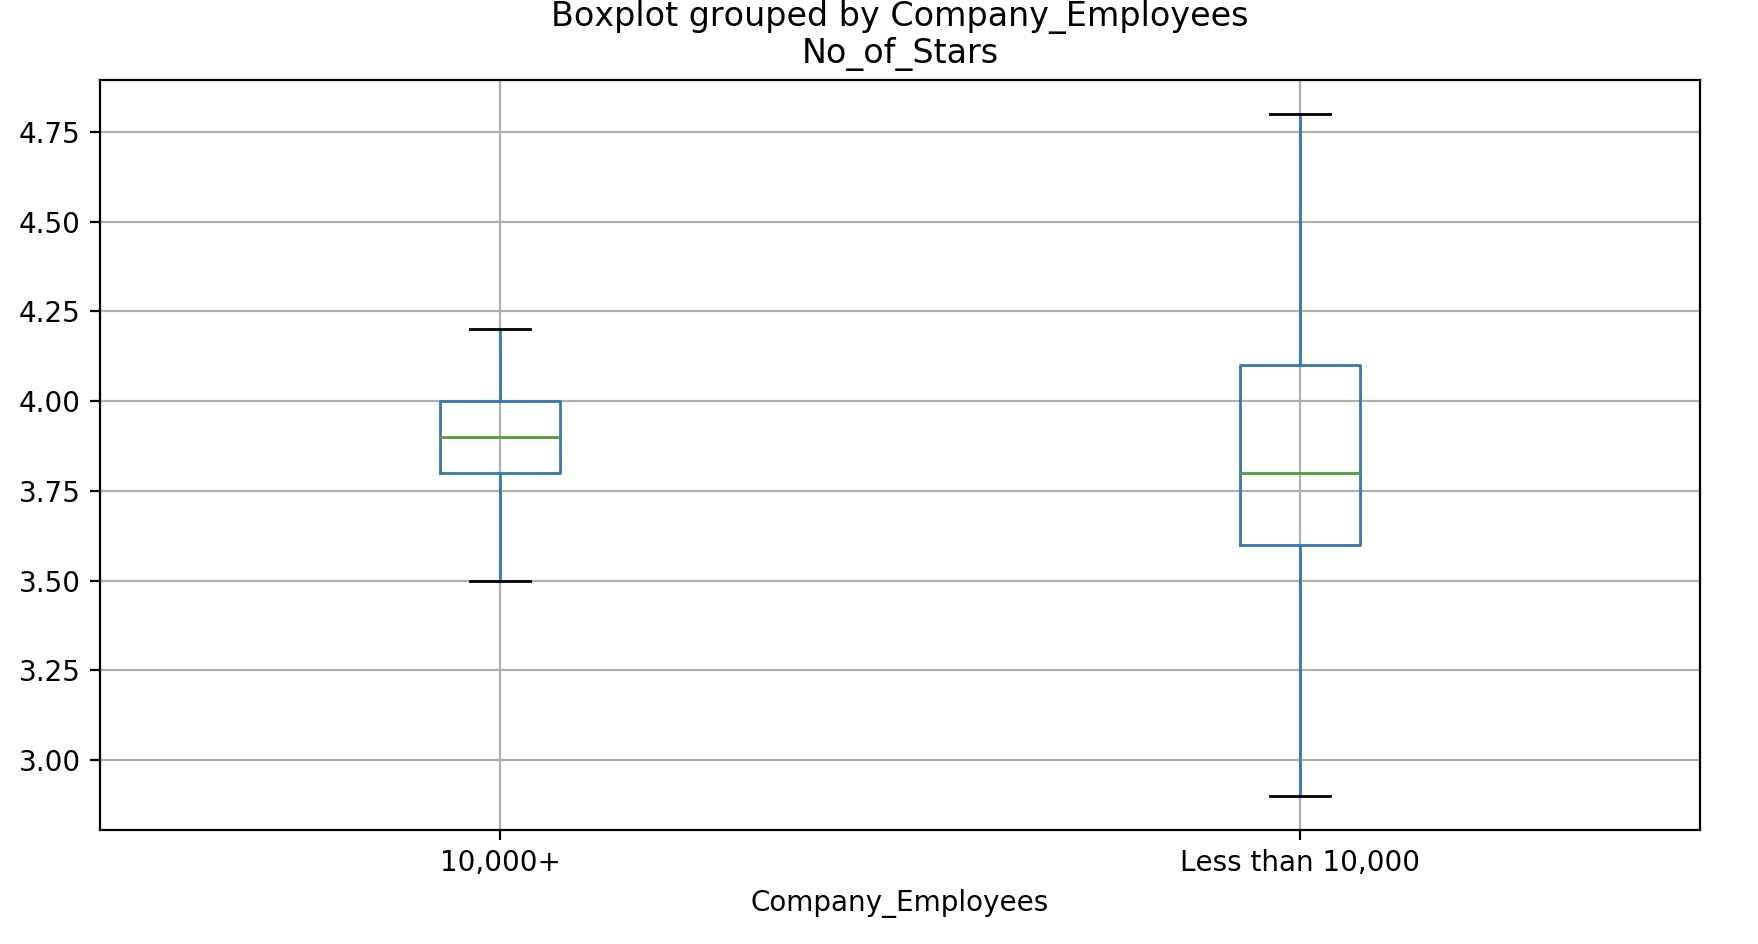 Boxplot grouped by Company_Employees
No_of_Stars
4.75
4.50
4.25
4.00
3.75
3.50
3.25
3.00
10,000+
Less than 10,000
Company_Employees